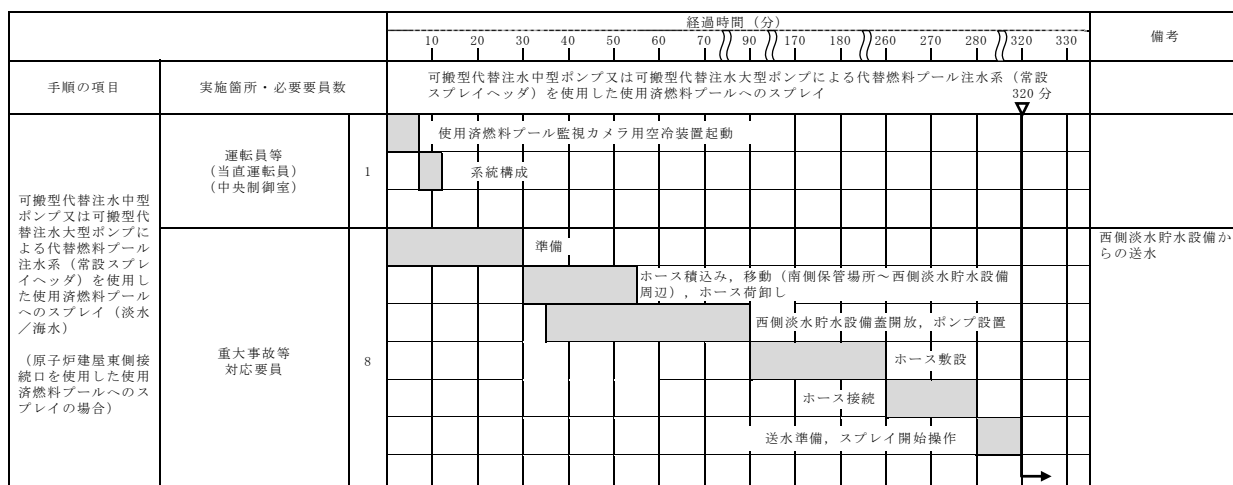 経過時間（分）
備考
10 20 30 40 50 60 70 90 170 180 260 270 280 320 330
手順の項目
実施箇所・必要要員数
可搬型代替注水中型ポンプ又は可搬型代替注水大型ポンプによる代替燃料プール注水系（常設
スプレイヘッダ）を使用した使用済燃料プールへのスプレイ
320 分
可搬型代替注水中型
ポンプ又は可搬型代
替注水大型ポンプに
よる代替燃料プール
注水系（常設スプレ
イヘッダ）を使用し
た使用済燃料プール
へのスプレイ（淡水
／海水）
（原子炉建屋東側接
続口を使用した使用
済燃料プールへのス
プレイの場合）
運転員等
（当直運転員）
（中央制御室）
1
使用済燃料プール監視カメラ用空冷装置起動
系統構成
重大事故等
対応要員
8
準備
ホース積込み，移動（南側保管場所～西側淡水貯水設備
周辺），ホース荷卸し
西側淡水貯水設備蓋開放，ポンプ設置
ホース敷設
ホース接続
送水準備，スプレイ開始操作
西側淡水貯水設備か
らの送水